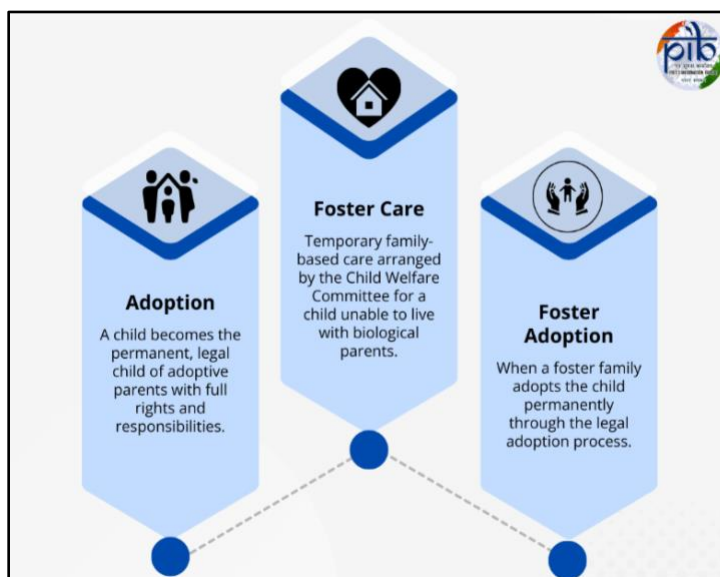 pib
Adoption
A child becomes the
permanent, legal
child of adoptive
parents with full
rights and
responsibilities.
Foster Care
Temporary family-
based care arranged
by the Child Welfare
Committee for a
child unable to live
with biological
parents.
Foster
Adoption
When a foster family
adopts the child
permanently
through the legal
adoption process.